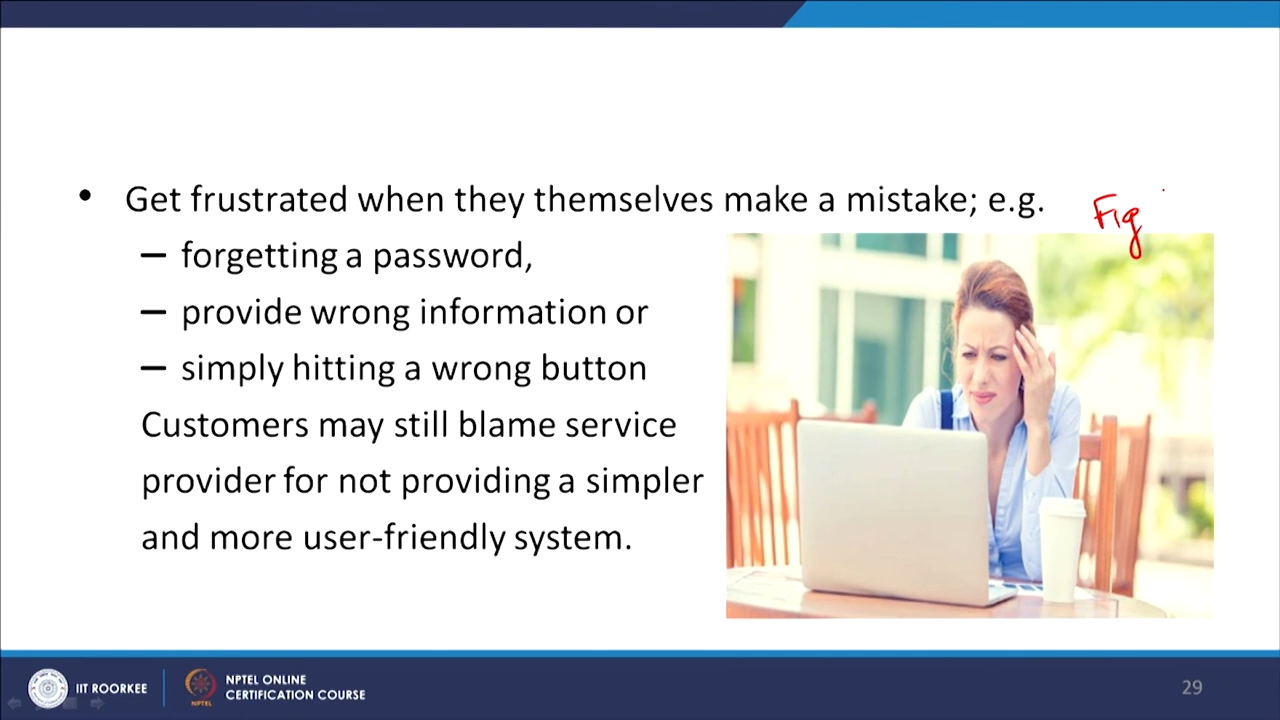 • Get frustrated when they themselves make a mistake; e.g.
Fig
– forgetting a password,
– provide wrong information or
– simply hitting a wrong button
Customers may still blame service
provider for not providing a simpler
and more user-friendly system.
IIT ROORKEE
NPTEL ONLINE
CERTIFICATION COURSE
NPTEL
29